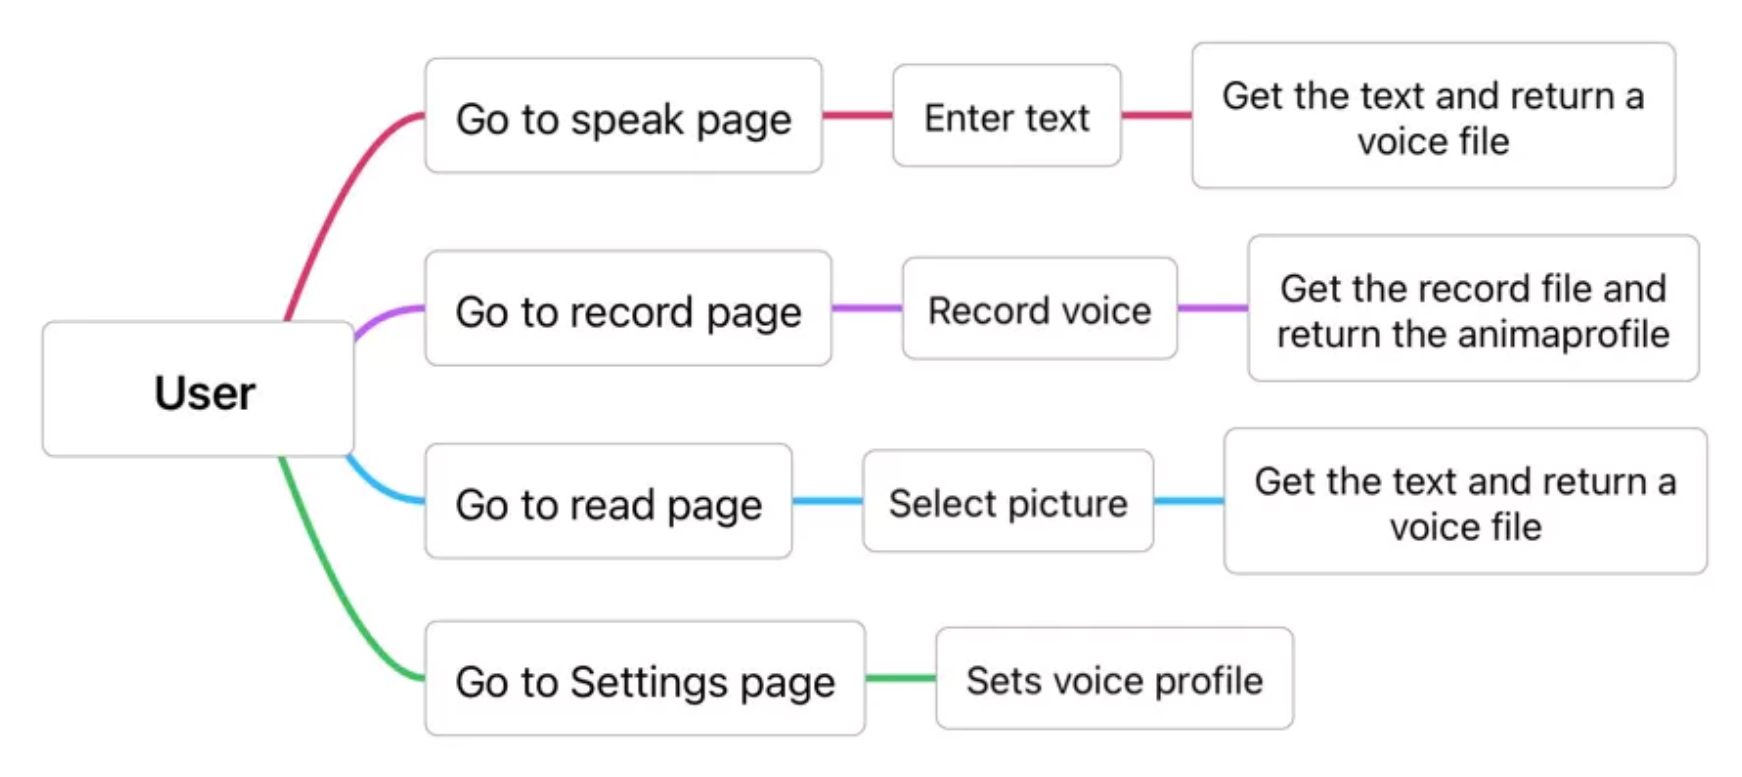 Go to speak page
Enter text
Get the text and return a
voice file
Go to record page
Record voice
Get the record file and
return the animaprofile
User
Go to read page
Select picture
Get the text and return a
voice file
Go to Settings page
Sets voice profile